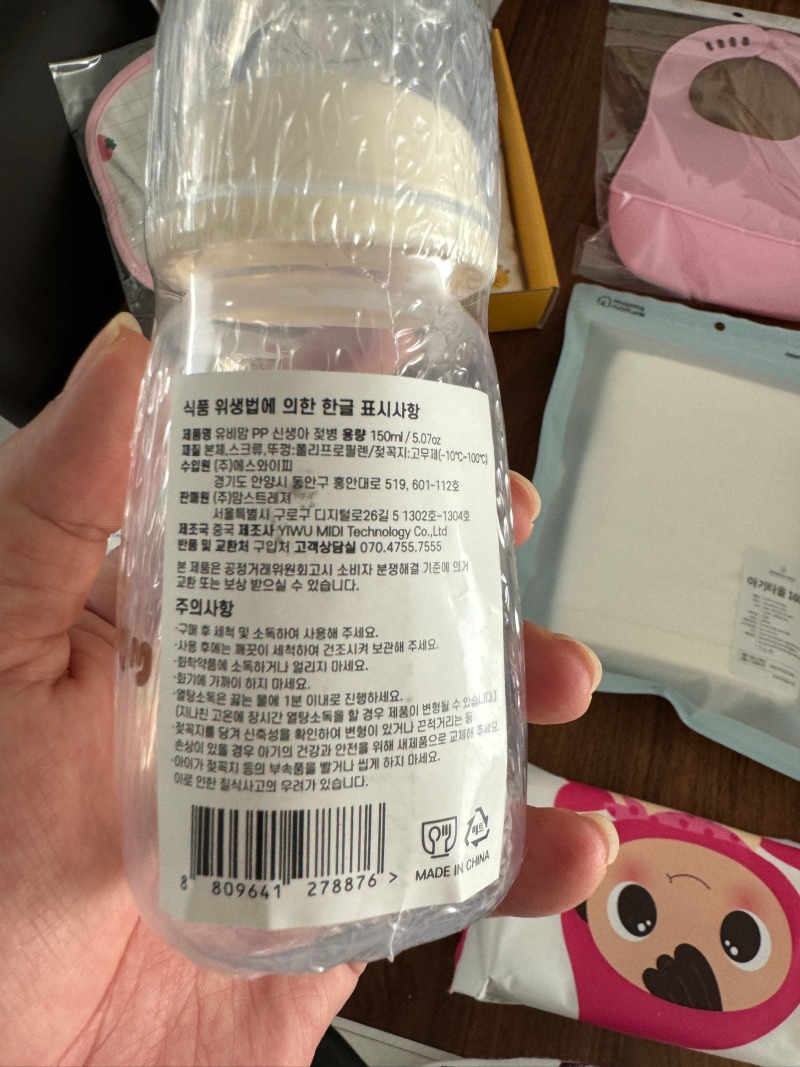 식품 위생법에 의한 한글 표시사항
제품명 유비맘 PP 신생아 젖병 용량 150ml / 5.07oz
재질 본체,스크류,뚜껑:폴리프로필렌/젖꼭지:고무제(-10℃~100℃)
수입원 (주)에스와이피
경기도 안양시 동안구 흥안대로 519, 601-112호
판매원 (주)맘스트레져
서울특별시 구로구 디지털로26길 5 1302호~1304호
제조국 중국 제조사 YIWU MIDI Technology Co.,Ltd
반품 및 교환처 구입처 고객상담실 070.4755.7555
본 제품은 공정거래위원회고시 소비자 분쟁해결 기준에 의거
교환 또는 보상 받으실 수 있습니다.
주의사항
·구매 후 세척 및 소독하여 사용해 주세요.
·사용 후에는 깨끗이 세척하여 건조시켜 보관해 주세요.
·화학약품에 소독하거나 얼리지 마세요.
·화기에 가까이 하지 마세요.
·열탕소독은 끓는 물에 1분 이내로 진행하세요.
(지나친 고온에 장시간 열탕소독을 할 경우 제품이 변형될 수 있습니다.)
·젖꼭지를 당겨 신축성을 확인하여 변형이 있거나 끈적거리는 등
손상이 있을 경우 아기의 건강과 안전을 위해 새제품으로 교체해 주세요.
·아이가 젖꼭지 등의 부속품을 빨거나 씹게 하지 마세요.
이로 인한 질식사고의 우려가 있습니다.
8 809641 278876 >
페트
MADE IN CHINA
mama nature
아기타올